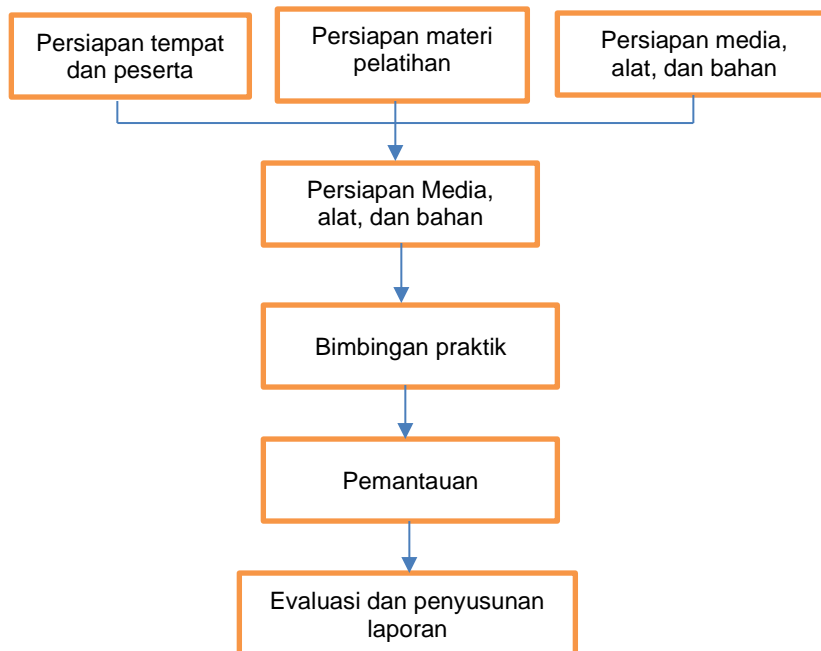 Persiapan tempat
dan peserta
Persiapan materi
pelatihan
Persiapan media,
alat, dan bahan
Persiapan Media,
alat, dan bahan
Bimbingan praktik
Pemantauan
Evaluasi dan penyusunan
laporan